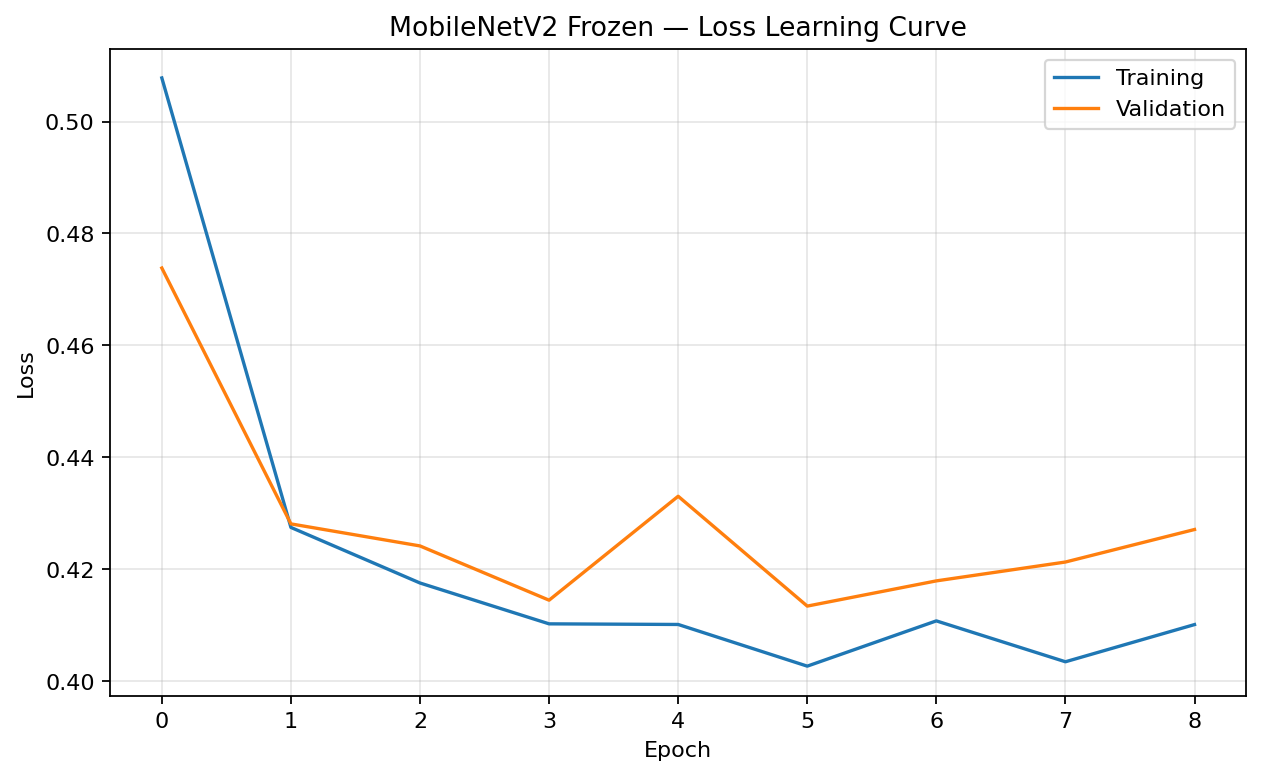 MobileNetV2 Frozen — Loss Learning Curve
Training
Validation
0.50
0.48
0.46
0.44
0.42
0.40
Loss
0 1 2 3 4 5 6 7 8
Epoch